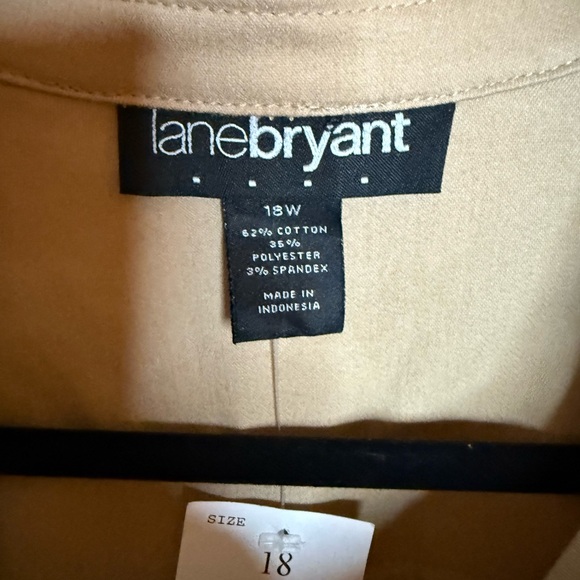 lanebryant
18W
62% COTTON
35%
POLYESTER
3% SPANDEX
MADE IN
INDONESIA
SIZE
18